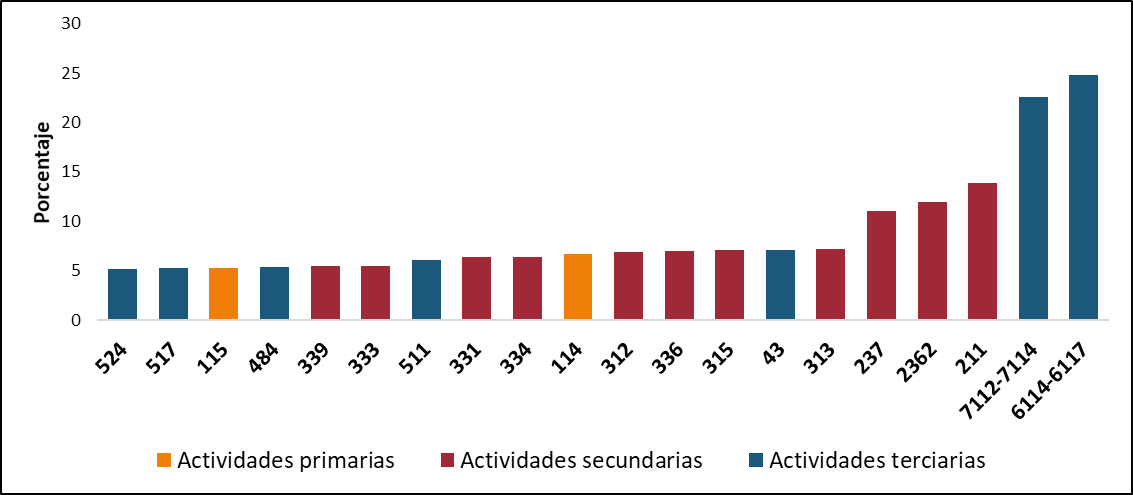 Porcentaje
30
25
20
15
10
5
0
524 517 115 484 339 333 511 331 334 114 312 336 315 43 313 237 2362 211 7112-7114 6114-6117
Actividades primarias Actividades secundarias Actividades terciarias